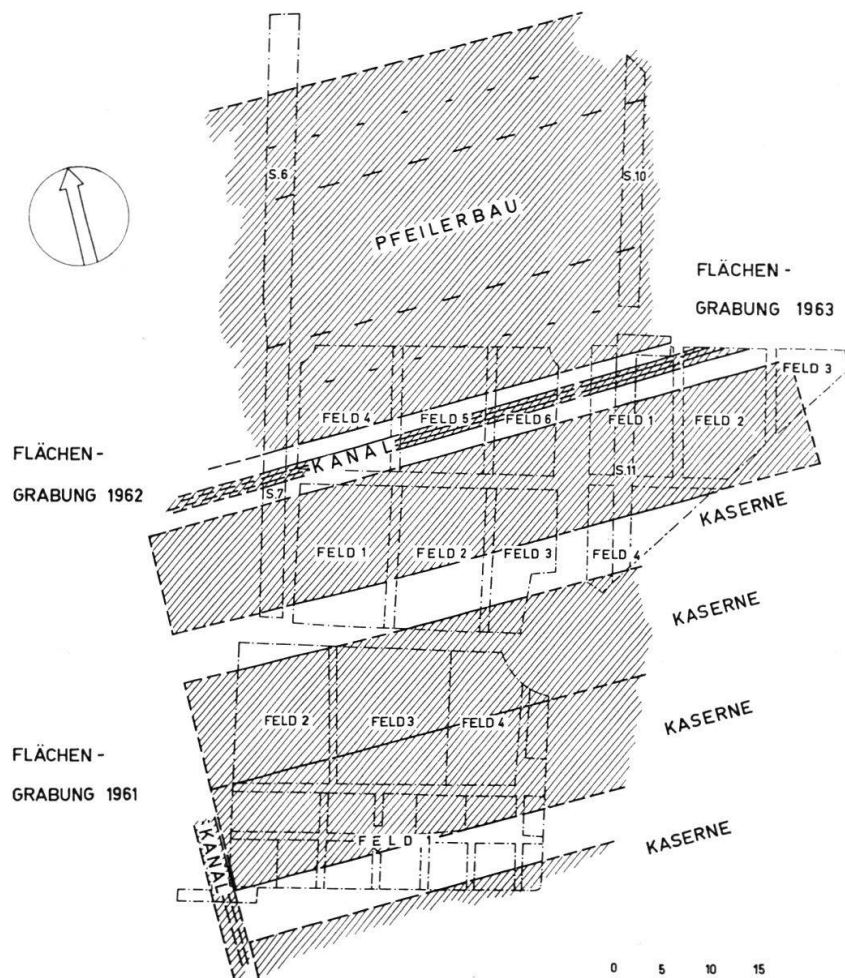 S.6
S.10
PFEILERBAU
FLÄCHEN -
GRABUNG 1963
FELD 3
FELD 4
FELD 5
FELD 6
FELD 1
FELD 2
KANAL
FLÄCHEN -
GRABUNG 1962
S.7
S.11
KASERNE
FELD 1
FELD 2
FELD 3
FELD 4
KASERNE
FELD 2
FELD 3
FELD 4
KASERNE
FLÄCHEN -
GRABUNG 1961
KANAL
FELD 1
KASERNE
0 5 10 15